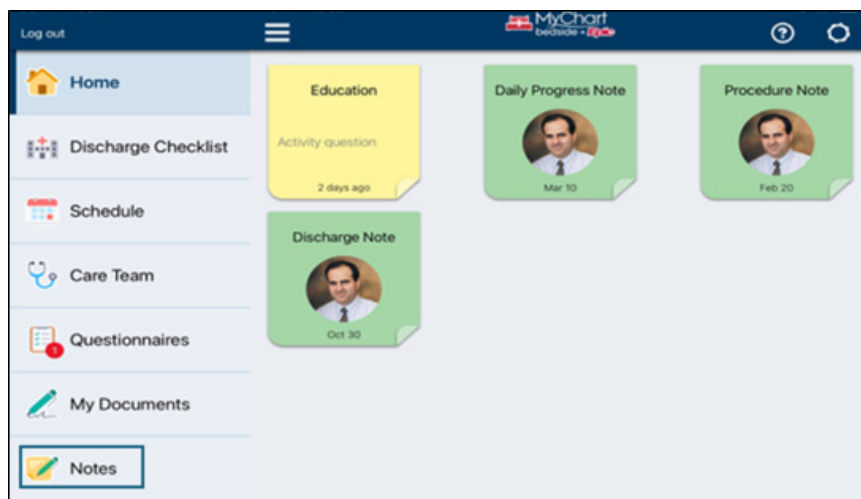 Log out
MyChart
bedside •
Home
Discharge Checklist
Schedule
Care Team
Questionnaires
1
My Documents
Notes
Education
Activity question
2 days ago
Daily Progress Note
Mar 10
Procedure Note
Feb 20
Discharge Note
Oct 30